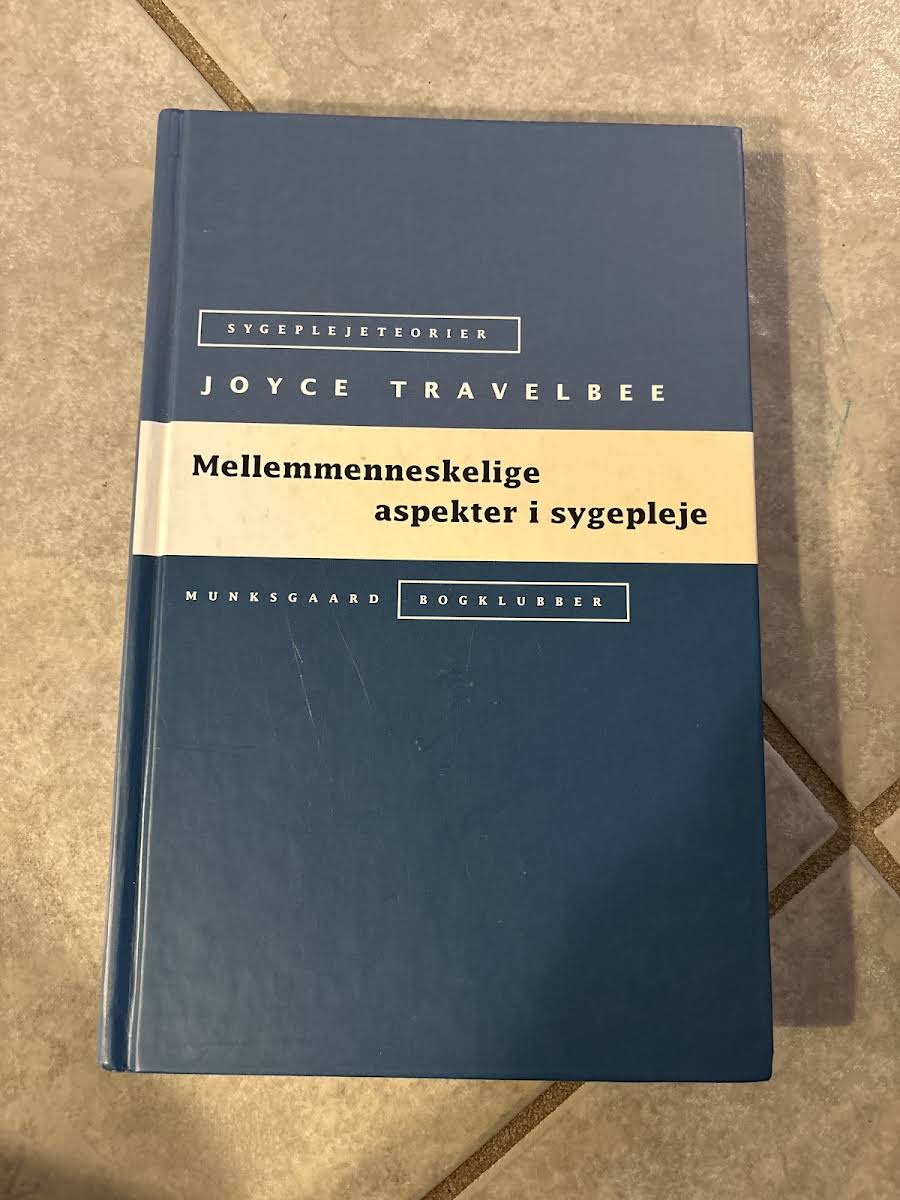 SYGEPLEJETEORIER
JOYCE TRAVELBEE
Mellemmenneskelige
aspekter i sygepleje
MUNKSGAARD BOGKLUBBER